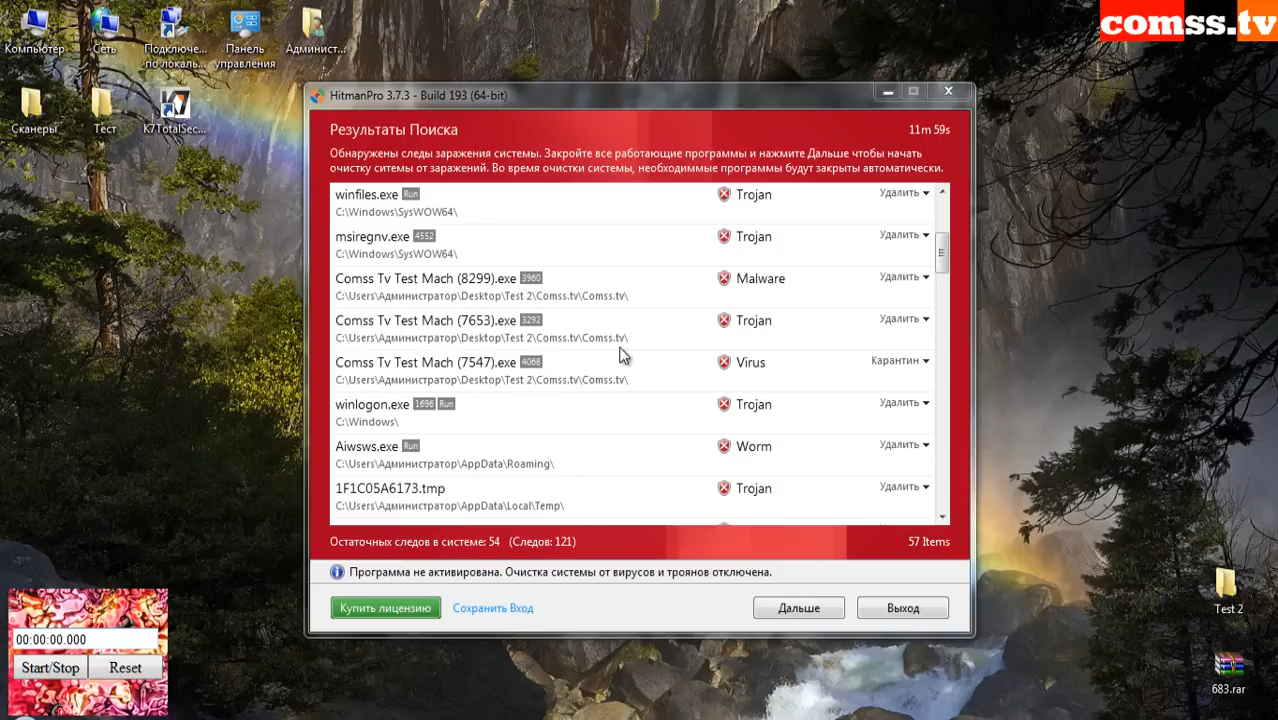 comss.tv
Компьютер
Сеть
Подключе...
по локаль...
Панель
управления
Админист...
Сканеры
Тест
K7TotalSec...
HitmanPro 3.7.3 - Build 193 (64-bit)
Результаты Поиска
11m 59s
Обнаружены следы заражения системы. Закройте все работающие программы и нажмите Дальше чтобы начать
очистку ситемы от заражений. Во время очистки системы, необходиммые программы будут закрыты автоматически.
winfiles.exe Run Trojan Удалить
C:\Windows\SysWOW64\
msiregnv.exe 4552 Trojan Удалить
C:\Windows\SysWOW64\
Comss Tv Test Mach (8299).exe 3960 Malware Удалить
C:\Users\Администратор\Desktop\Test 2\Comss.tv\Comss.tv\
Comss Tv Test Mach (7653).exe 3292 Trojan Удалить
C:\Users\Администратор\Desktop\Test 2\Comss.tv\Comss.tv\
Comss Tv Test Mach (7547).exe 4068 Virus Карантин
C:\Users\Администратор\Desktop\Test 2\Comss.tv\Comss.tv\
winlogon.exe 1696 Run Trojan Удалить
C:\Windows\
Aiwsws.exe Run Worm Удалить
C:\Users\Администратор\AppData\Roaming\
1F1C05A6173.tmp Trojan Удалить
C:\Users\Администратор\AppData\Local\Temp\
Остаточных следов в системе: 54 (Следов: 121)
57 Items
Программа не активирована. Очистка системы от вирусов и троянов отключена.
Купить лицензию
Сохранить Вход
Дальше
Выход
00:00:00.000
Start/Stop
Reset
Test 2
683.rar